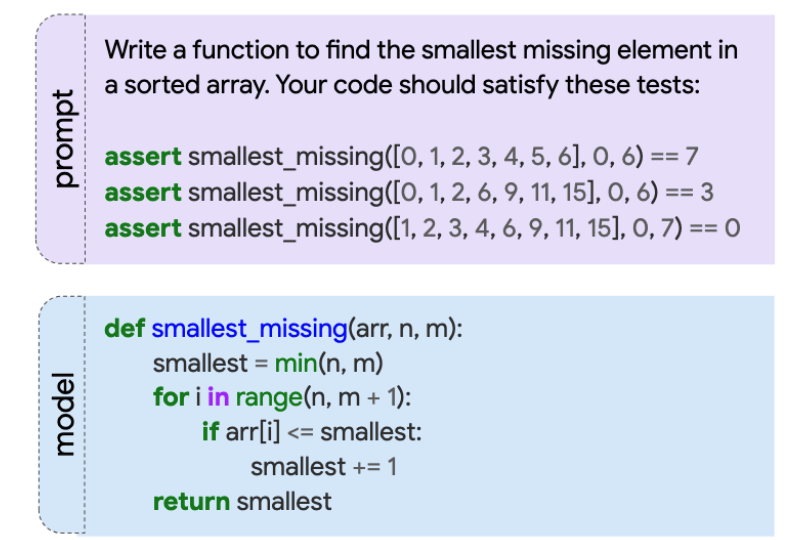 prompt
Write a function to find the smallest missing element in
a sorted array. Your code should satisfy these tests:
assert smallest_missing([0, 1, 2, 3, 4, 5, 6], 0, 6) == 7
assert smallest_missing([0, 1, 2, 6, 9, 11, 15], 0, 6) == 3
assert smallest_missing([1, 2, 3, 4, 6, 9, 11, 15], 0, 7) == 0
model
def smallest_missing(arr, n, m):
    smallest = min(n, m)
    for i in range(n, m + 1):
        if arr[i] <= smallest:
            smallest += 1
    return smallest